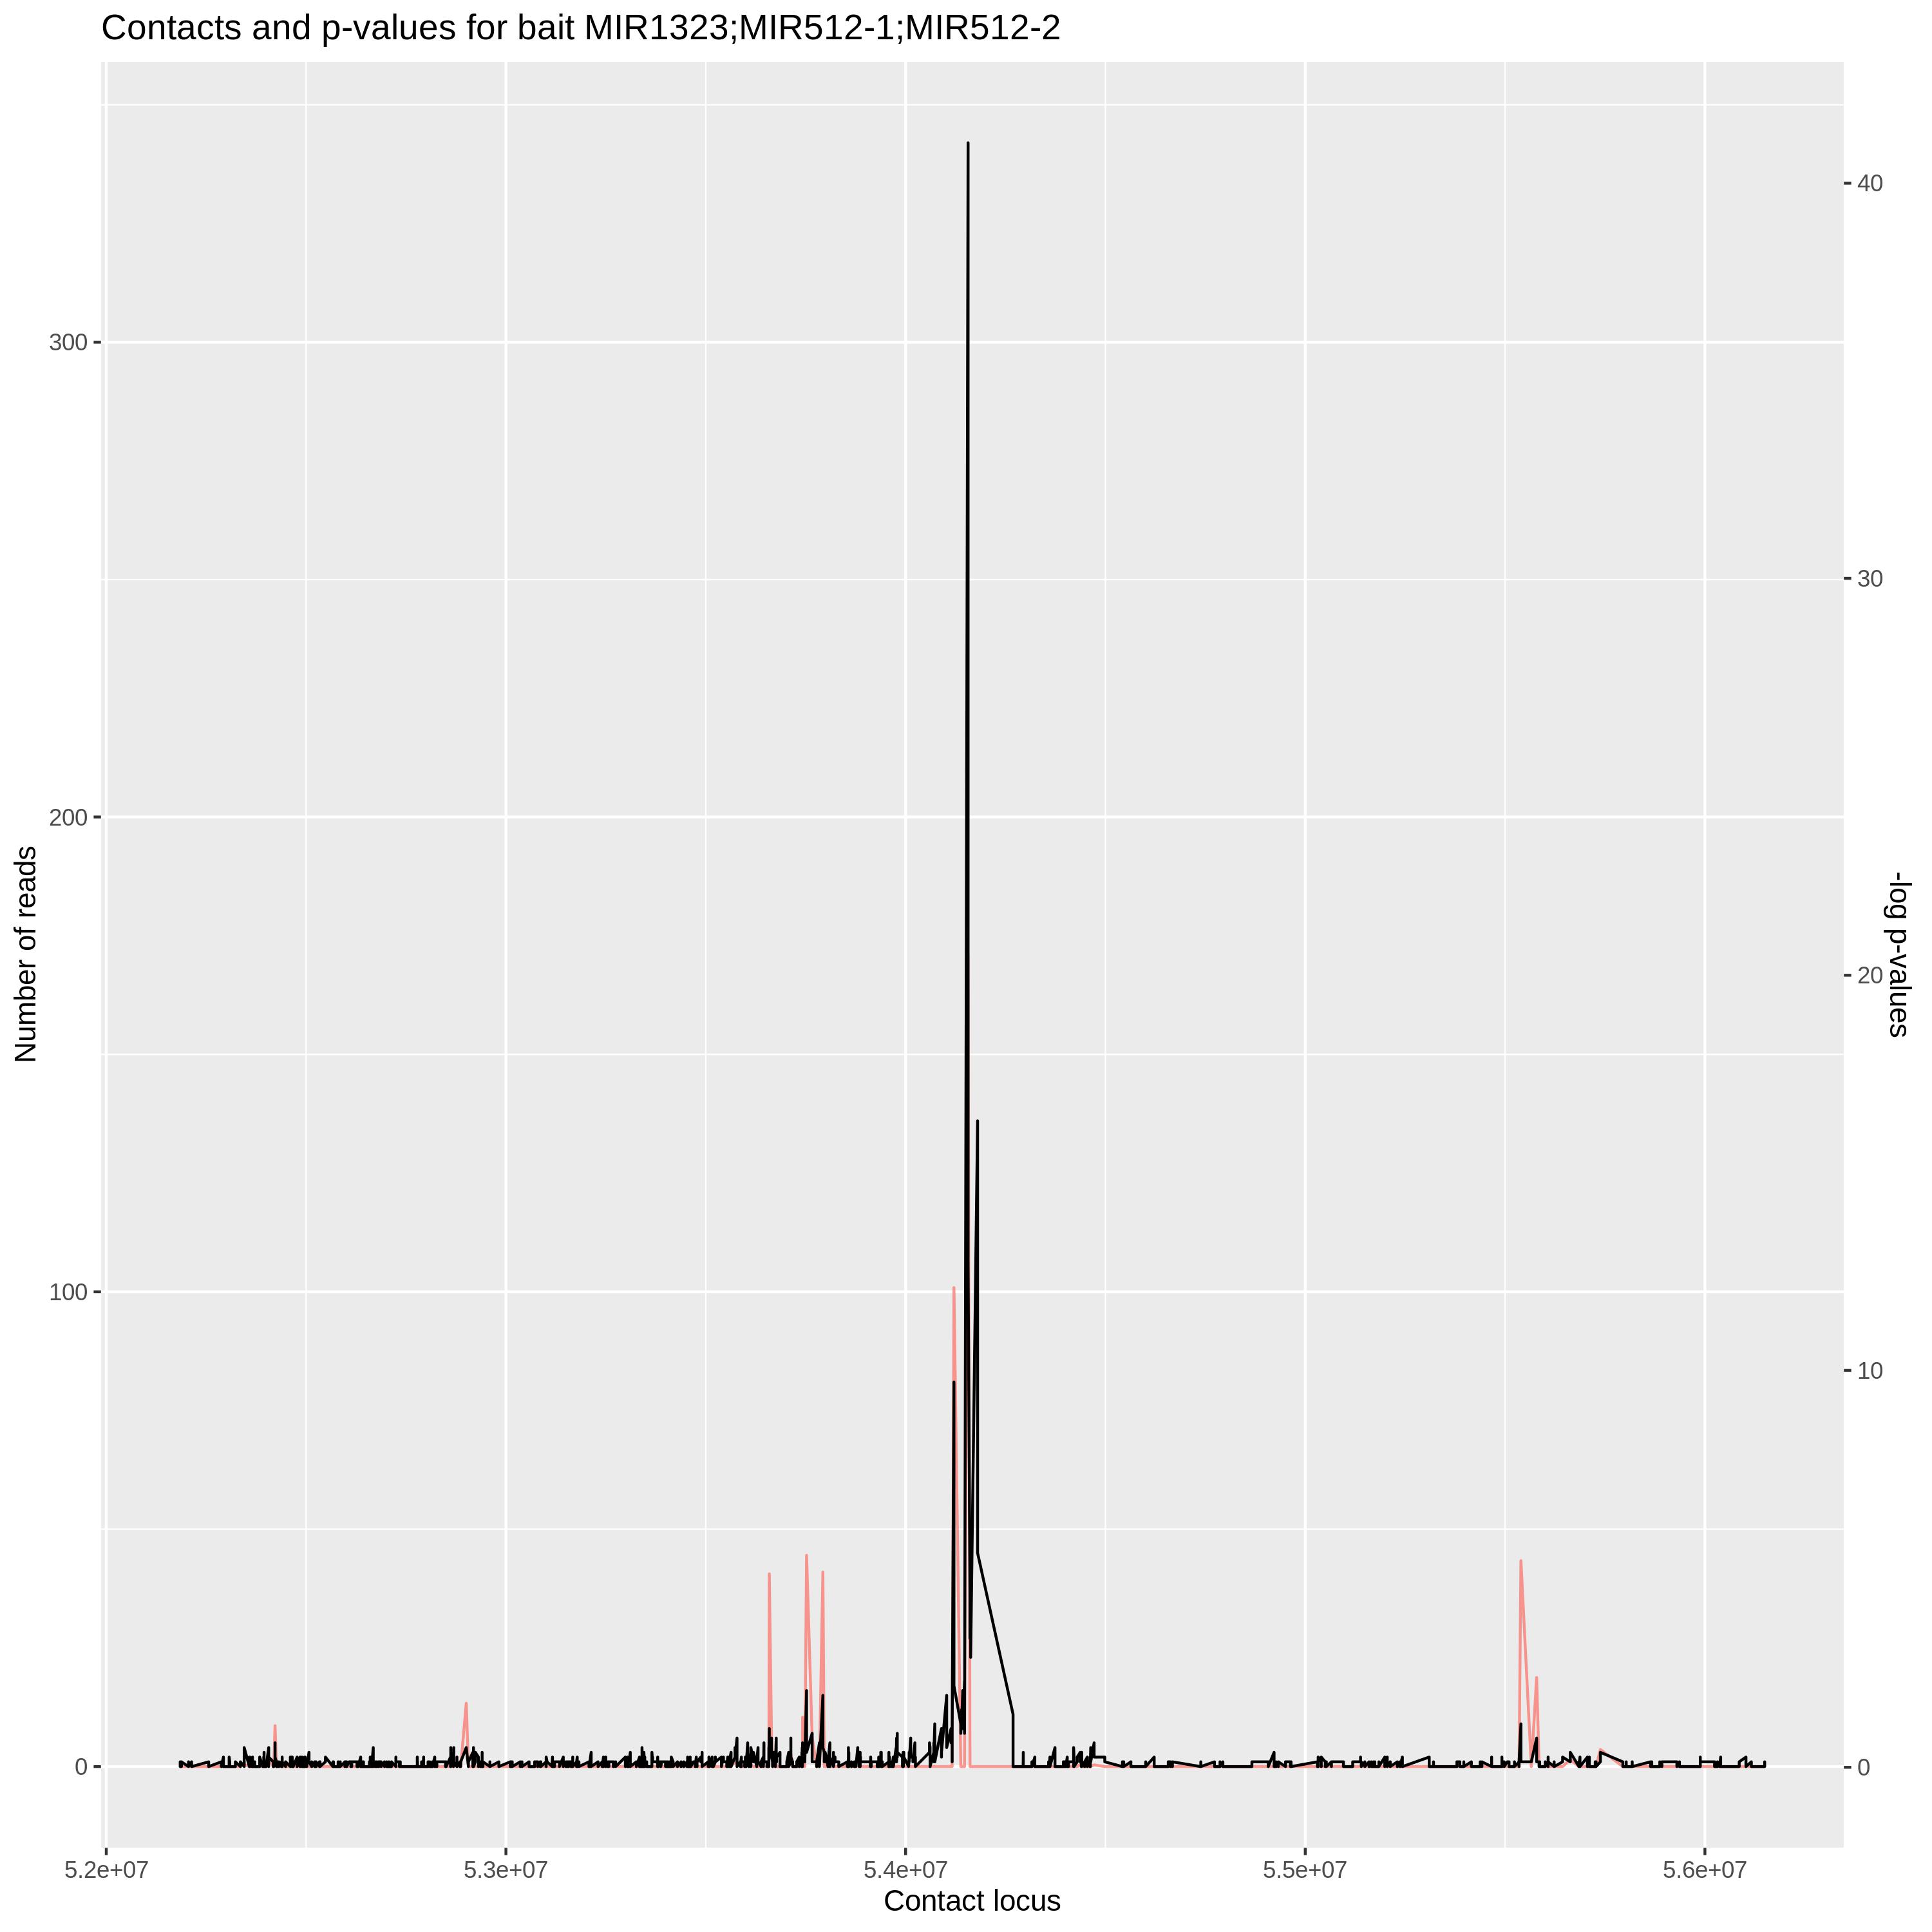 Contacts and p-values for bait MIR1323;MIR512-1;MIR512-2
40
300
30
200
Number of reads
-log p-values
20
100
10
0
0
5.2e+07
5.3e+07
5.4e+07
5.5e+07
5.6e+07
Contact locus